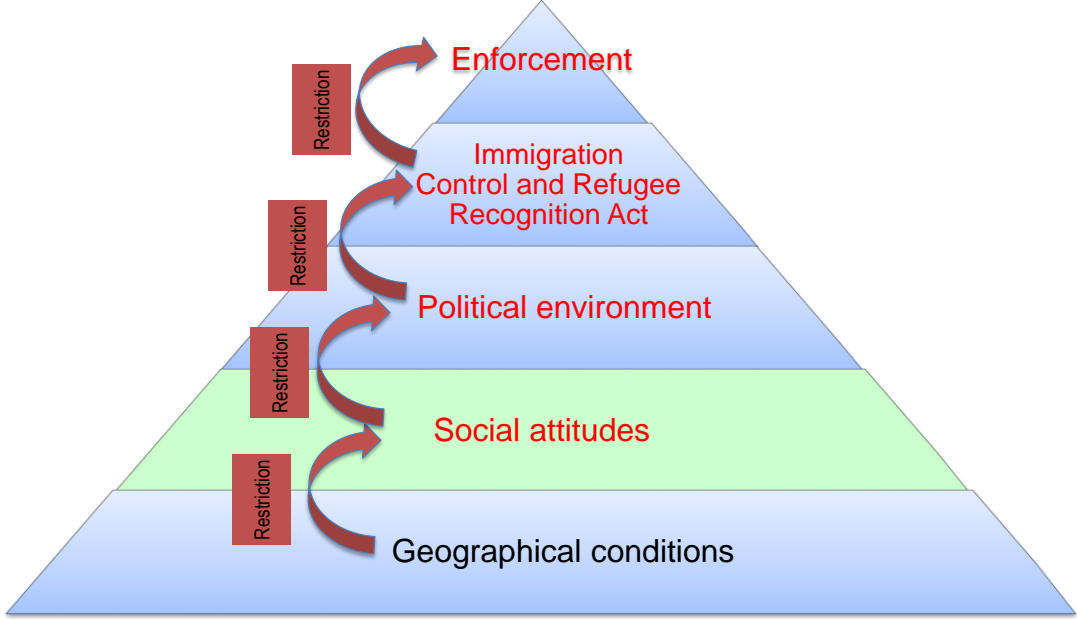 Enforcement
Restriction
Immigration
Control and Refugee
Recognition Act
Restriction
Political environment
Restriction
Social attitudes
Restriction
Geographical conditions